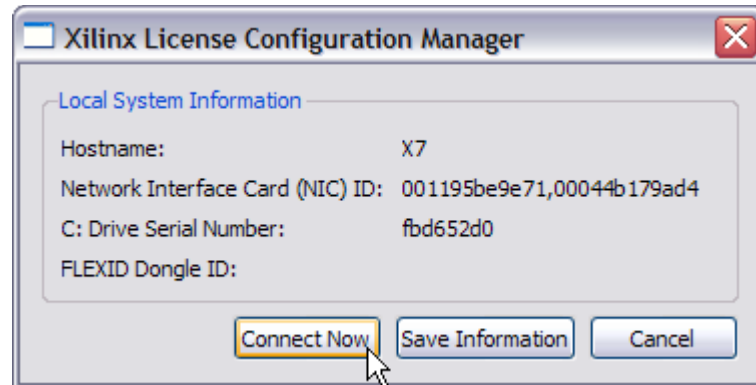 Xilinx License Configuration Manager
Local System Information
Hostname: X7
Network Interface Card (NIC) ID: 001195be9e71,00044b179ad4
C: Drive Serial Number: fbd652d0
FLEXID Dongle ID:
Connect Now Save Information Cancel